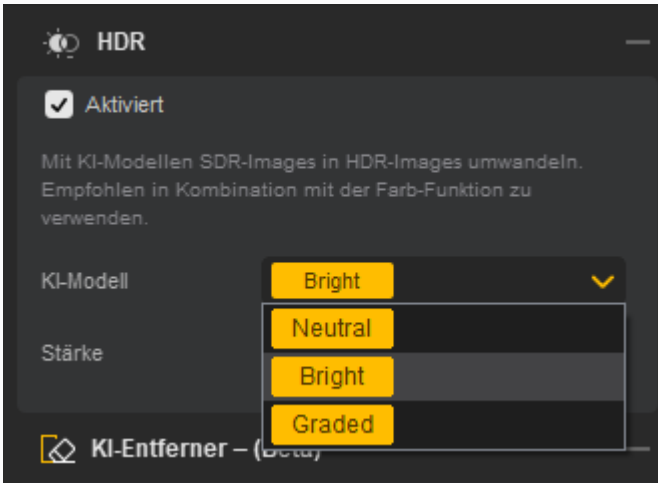 HDR
Aktiviert
Mit KI-Modellen SDR-Images in HDR-Images umwandeln.
Empfohlen in Kombination mit der Farb-Funktion zu
verwenden.
KI-Modell Bright
Neutral
Stärke
Bright
Graded
KI-Entferner –